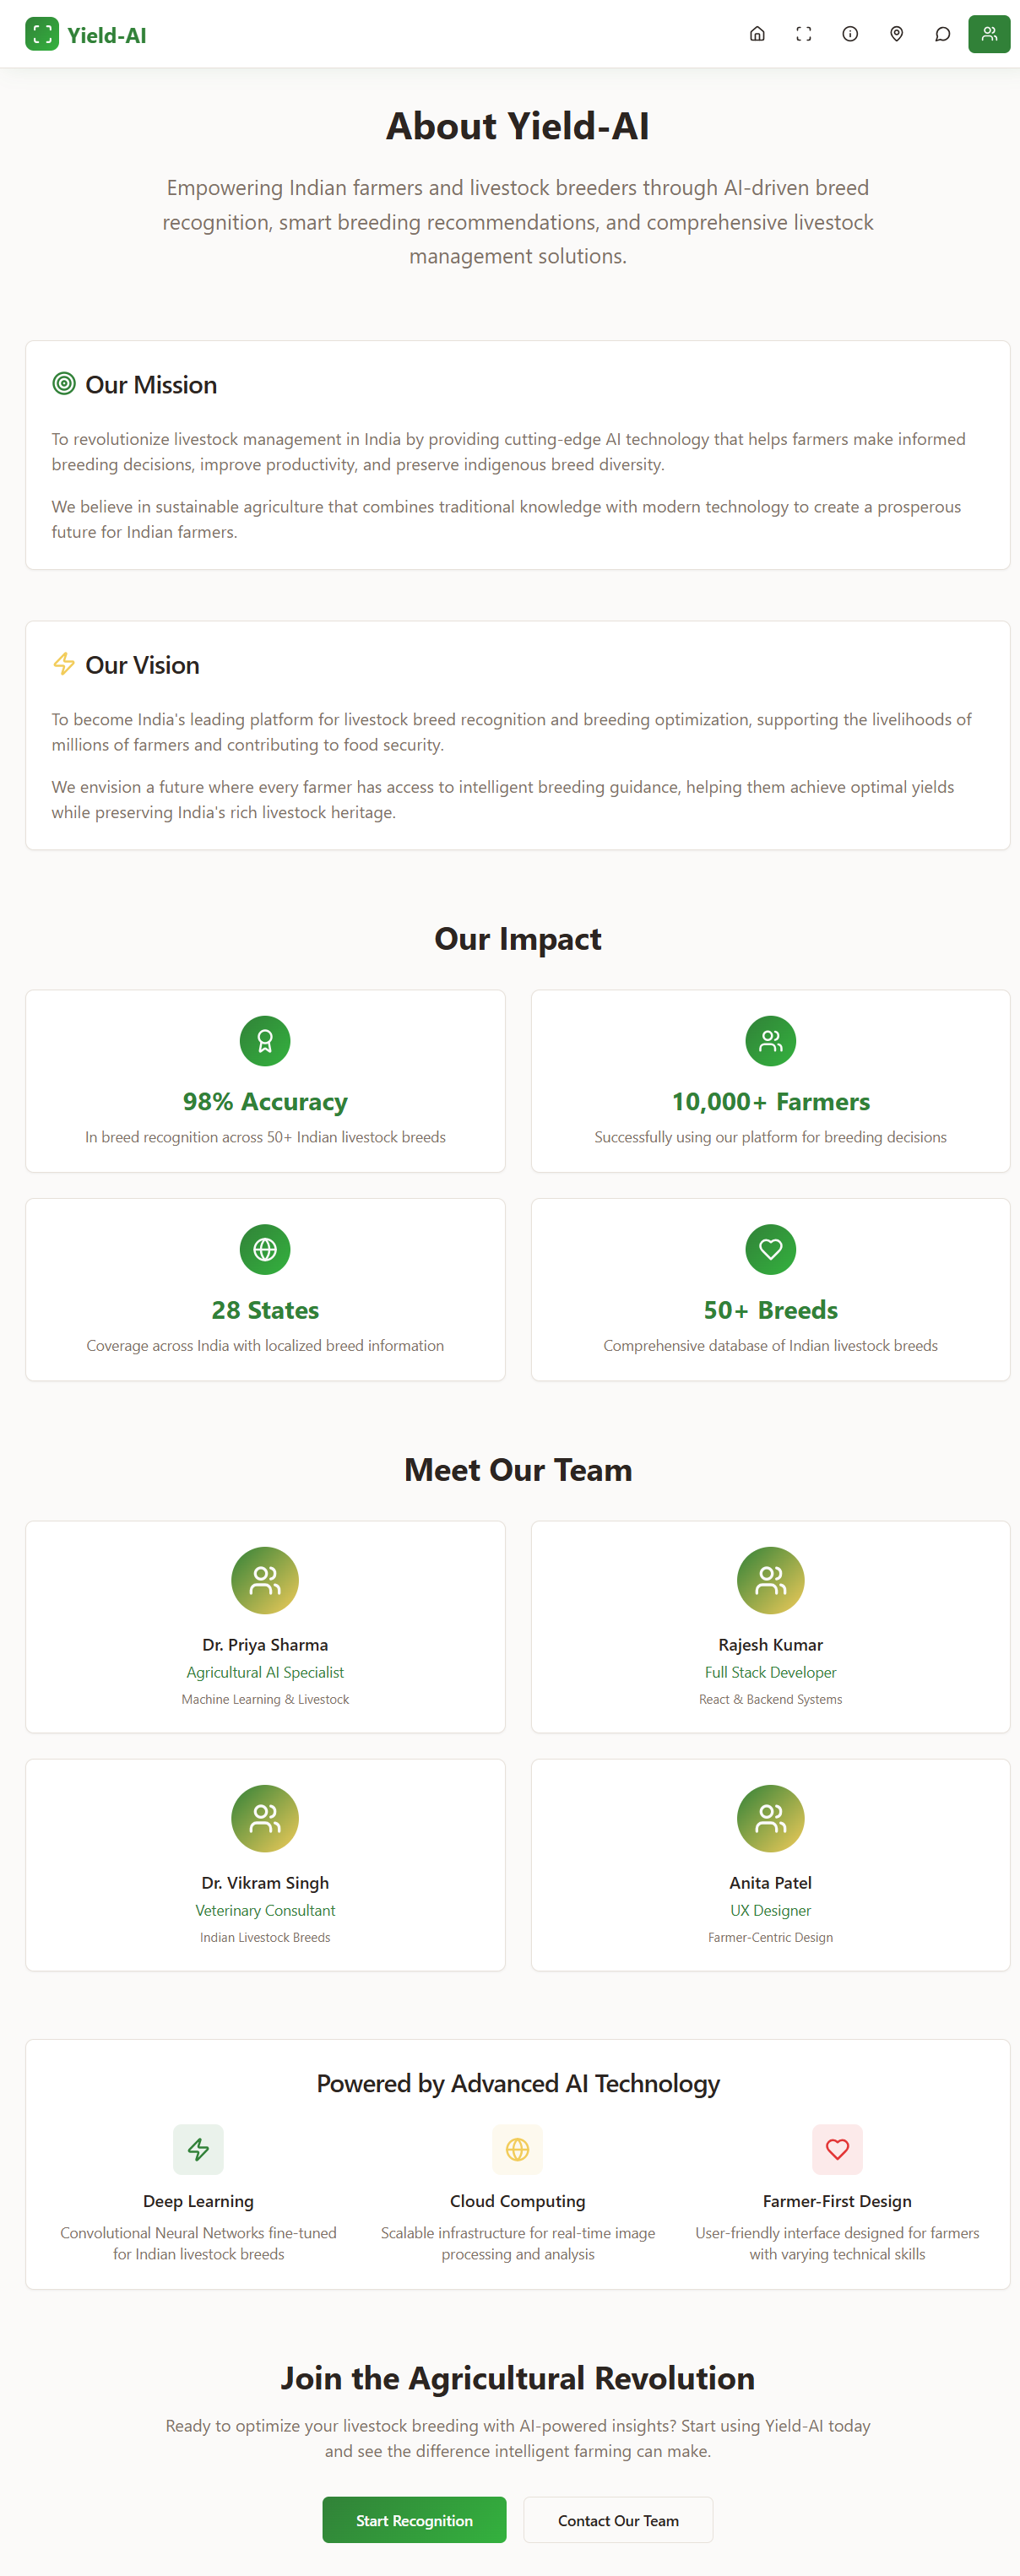 Yield-AI
About Yield-AI
Empowering Indian farmers and livestock breeders through AI-driven breed
recognition, smart breeding recommendations, and comprehensive livestock
management solutions.
Our Mission
To revolutionize livestock management in India by providing cutting-edge AI technology that helps farmers make informed
breeding decisions, improve productivity, and preserve indigenous breed diversity.
We believe in sustainable agriculture that combines traditional knowledge with modern technology to create a prosperous
future for Indian farmers.
Our Vision
To become India's leading platform for livestock breed recognition and breeding optimization, supporting the livelihoods of
millions of farmers and contributing to food security.
We envision a future where every farmer has access to intelligent breeding guidance, helping them achieve optimal yields
while preserving India's rich livestock heritage.
Our Impact
98% Accuracy
In breed recognition across 50+ Indian livestock breeds
10,000+ Farmers
Successfully using our platform for breeding decisions
28 States
Coverage across India with localized breed information
50+ Breeds
Comprehensive database of Indian livestock breeds
Meet Our Team
Dr. Priya Sharma
Agricultural AI Specialist
Machine Learning & Livestock
Rajesh Kumar
Full Stack Developer
React & Backend Systems
Dr. Vikram Singh
Veterinary Consultant
Indian Livestock Breeds
Anita Patel
UX Designer
Farmer-Centric Design
Powered by Advanced AI Technology
Deep Learning
Convolutional Neural Networks fine-tuned
for Indian livestock breeds
Cloud Computing
Scalable infrastructure for real-time image
processing and analysis
Farmer-First Design
User-friendly interface designed for farmers
with varying technical skills
Join the Agricultural Revolution
Ready to optimize your livestock breeding with AI-powered insights? Start using Yield-AI today
and see the difference intelligent farming can make.
Start Recognition
Contact Our Team